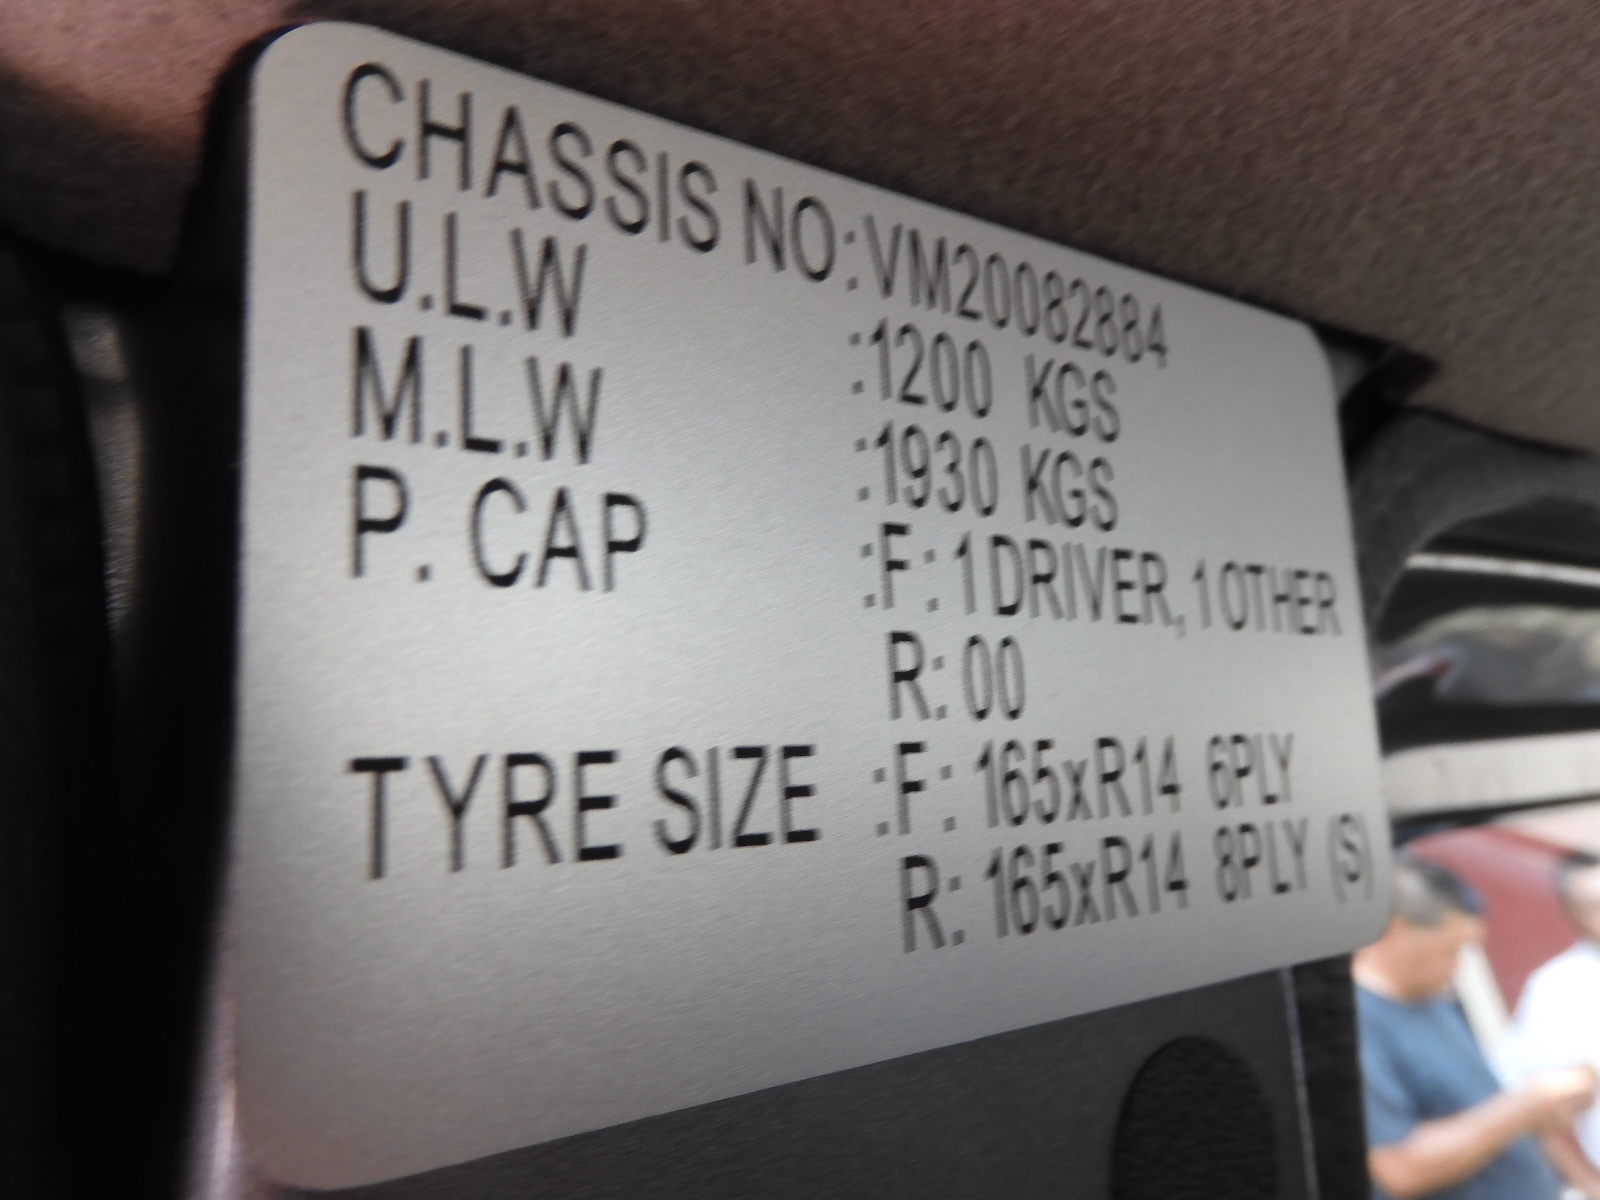 CHASSIS NO:VM20082884
U.L.W :1200 KGS
M.L.W :1930 KGS
P. CAP :F: 1 DRIVER, 1 OTHER
R: 00
TYRE SIZE :F: 165xR14 6PLY
R: 165xR14 8PLY (S)